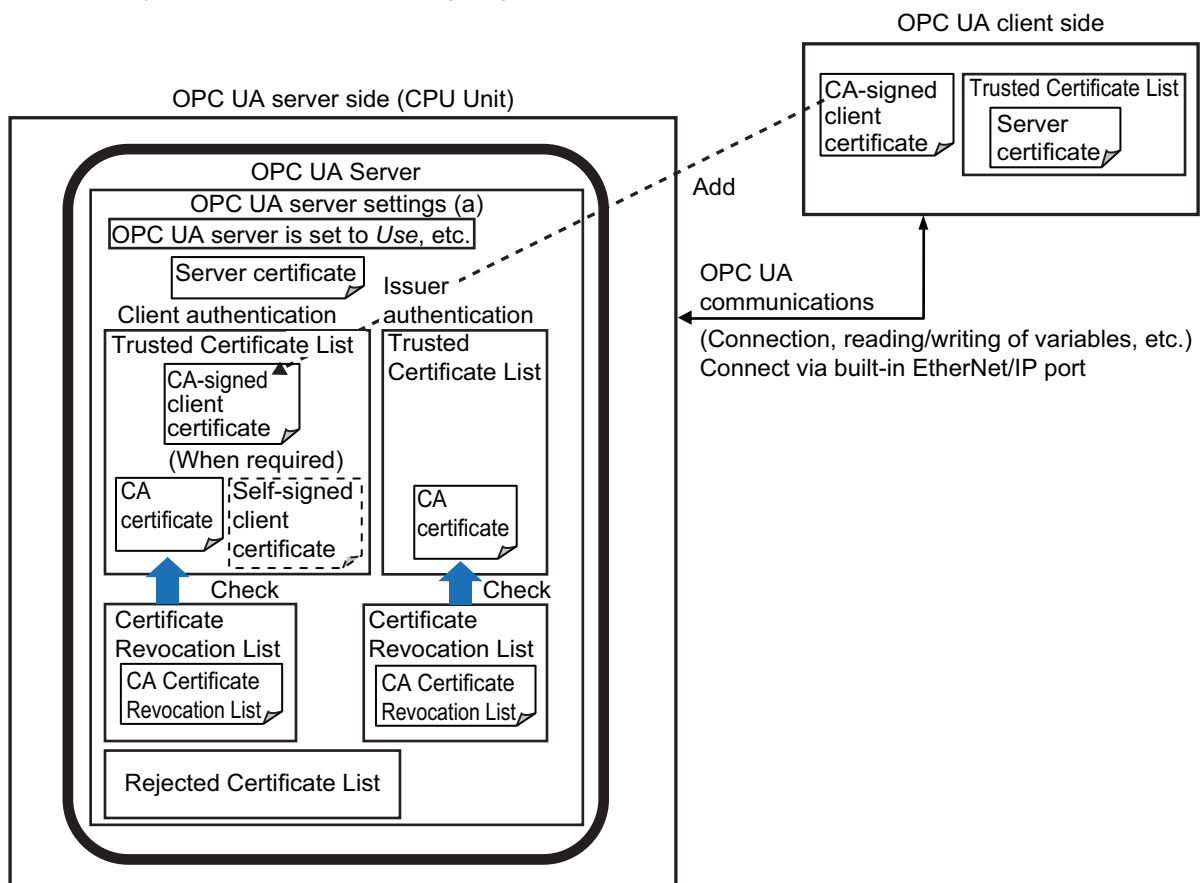 OPC UA client side
CA-signed
client
certificate
Trusted Certificate List
Server
certificate
OPC UA server side (CPU Unit)
OPC UA Server
OPC UA server settings (a)
OPC UA server is set to Use, etc.
Server certificate
Add
Client authentication
Trusted Certificate List
CA-signed
client
certificate
(When required)
CA
certificate
Self-signed
client
certificate
Issuer
authentication
Trusted
Certificate List
CA
certificate
OPC UA
communications
(Connection, reading/writing of variables, etc.)
Connect via built-in EtherNet/IP port
Check
Certificate
Revocation List
CA Certificate
Revocation List
Check
Certificate
Revocation List
CA Certificate
Revocation List
Rejected Certificate List